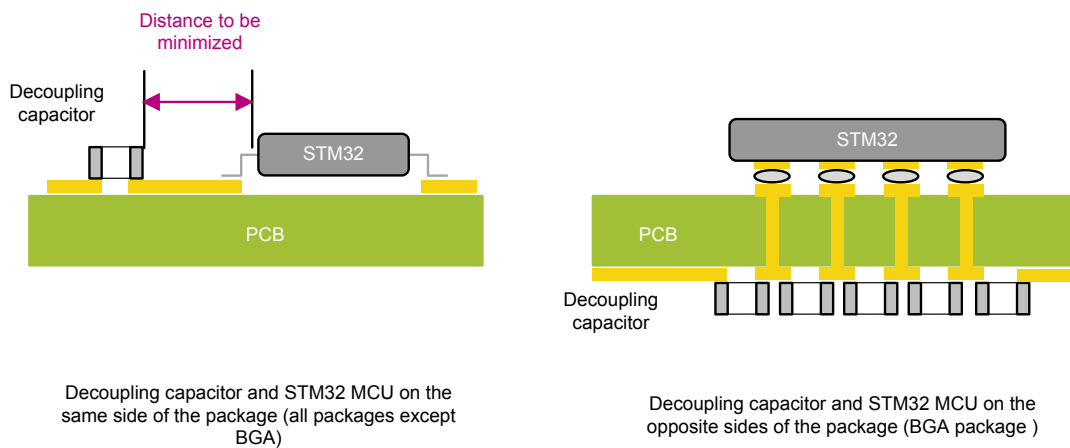 Distance to be
minimized
Decoupling
capacitor
STM32
PCB
Decoupling capacitor and STM32 MCU on the
same side of the package (all packages except
BGA)
STM32
PCB
Decoupling
capacitor
Decoupling capacitor and STM32 MCU on the
opposite sides of the package (BGA package )